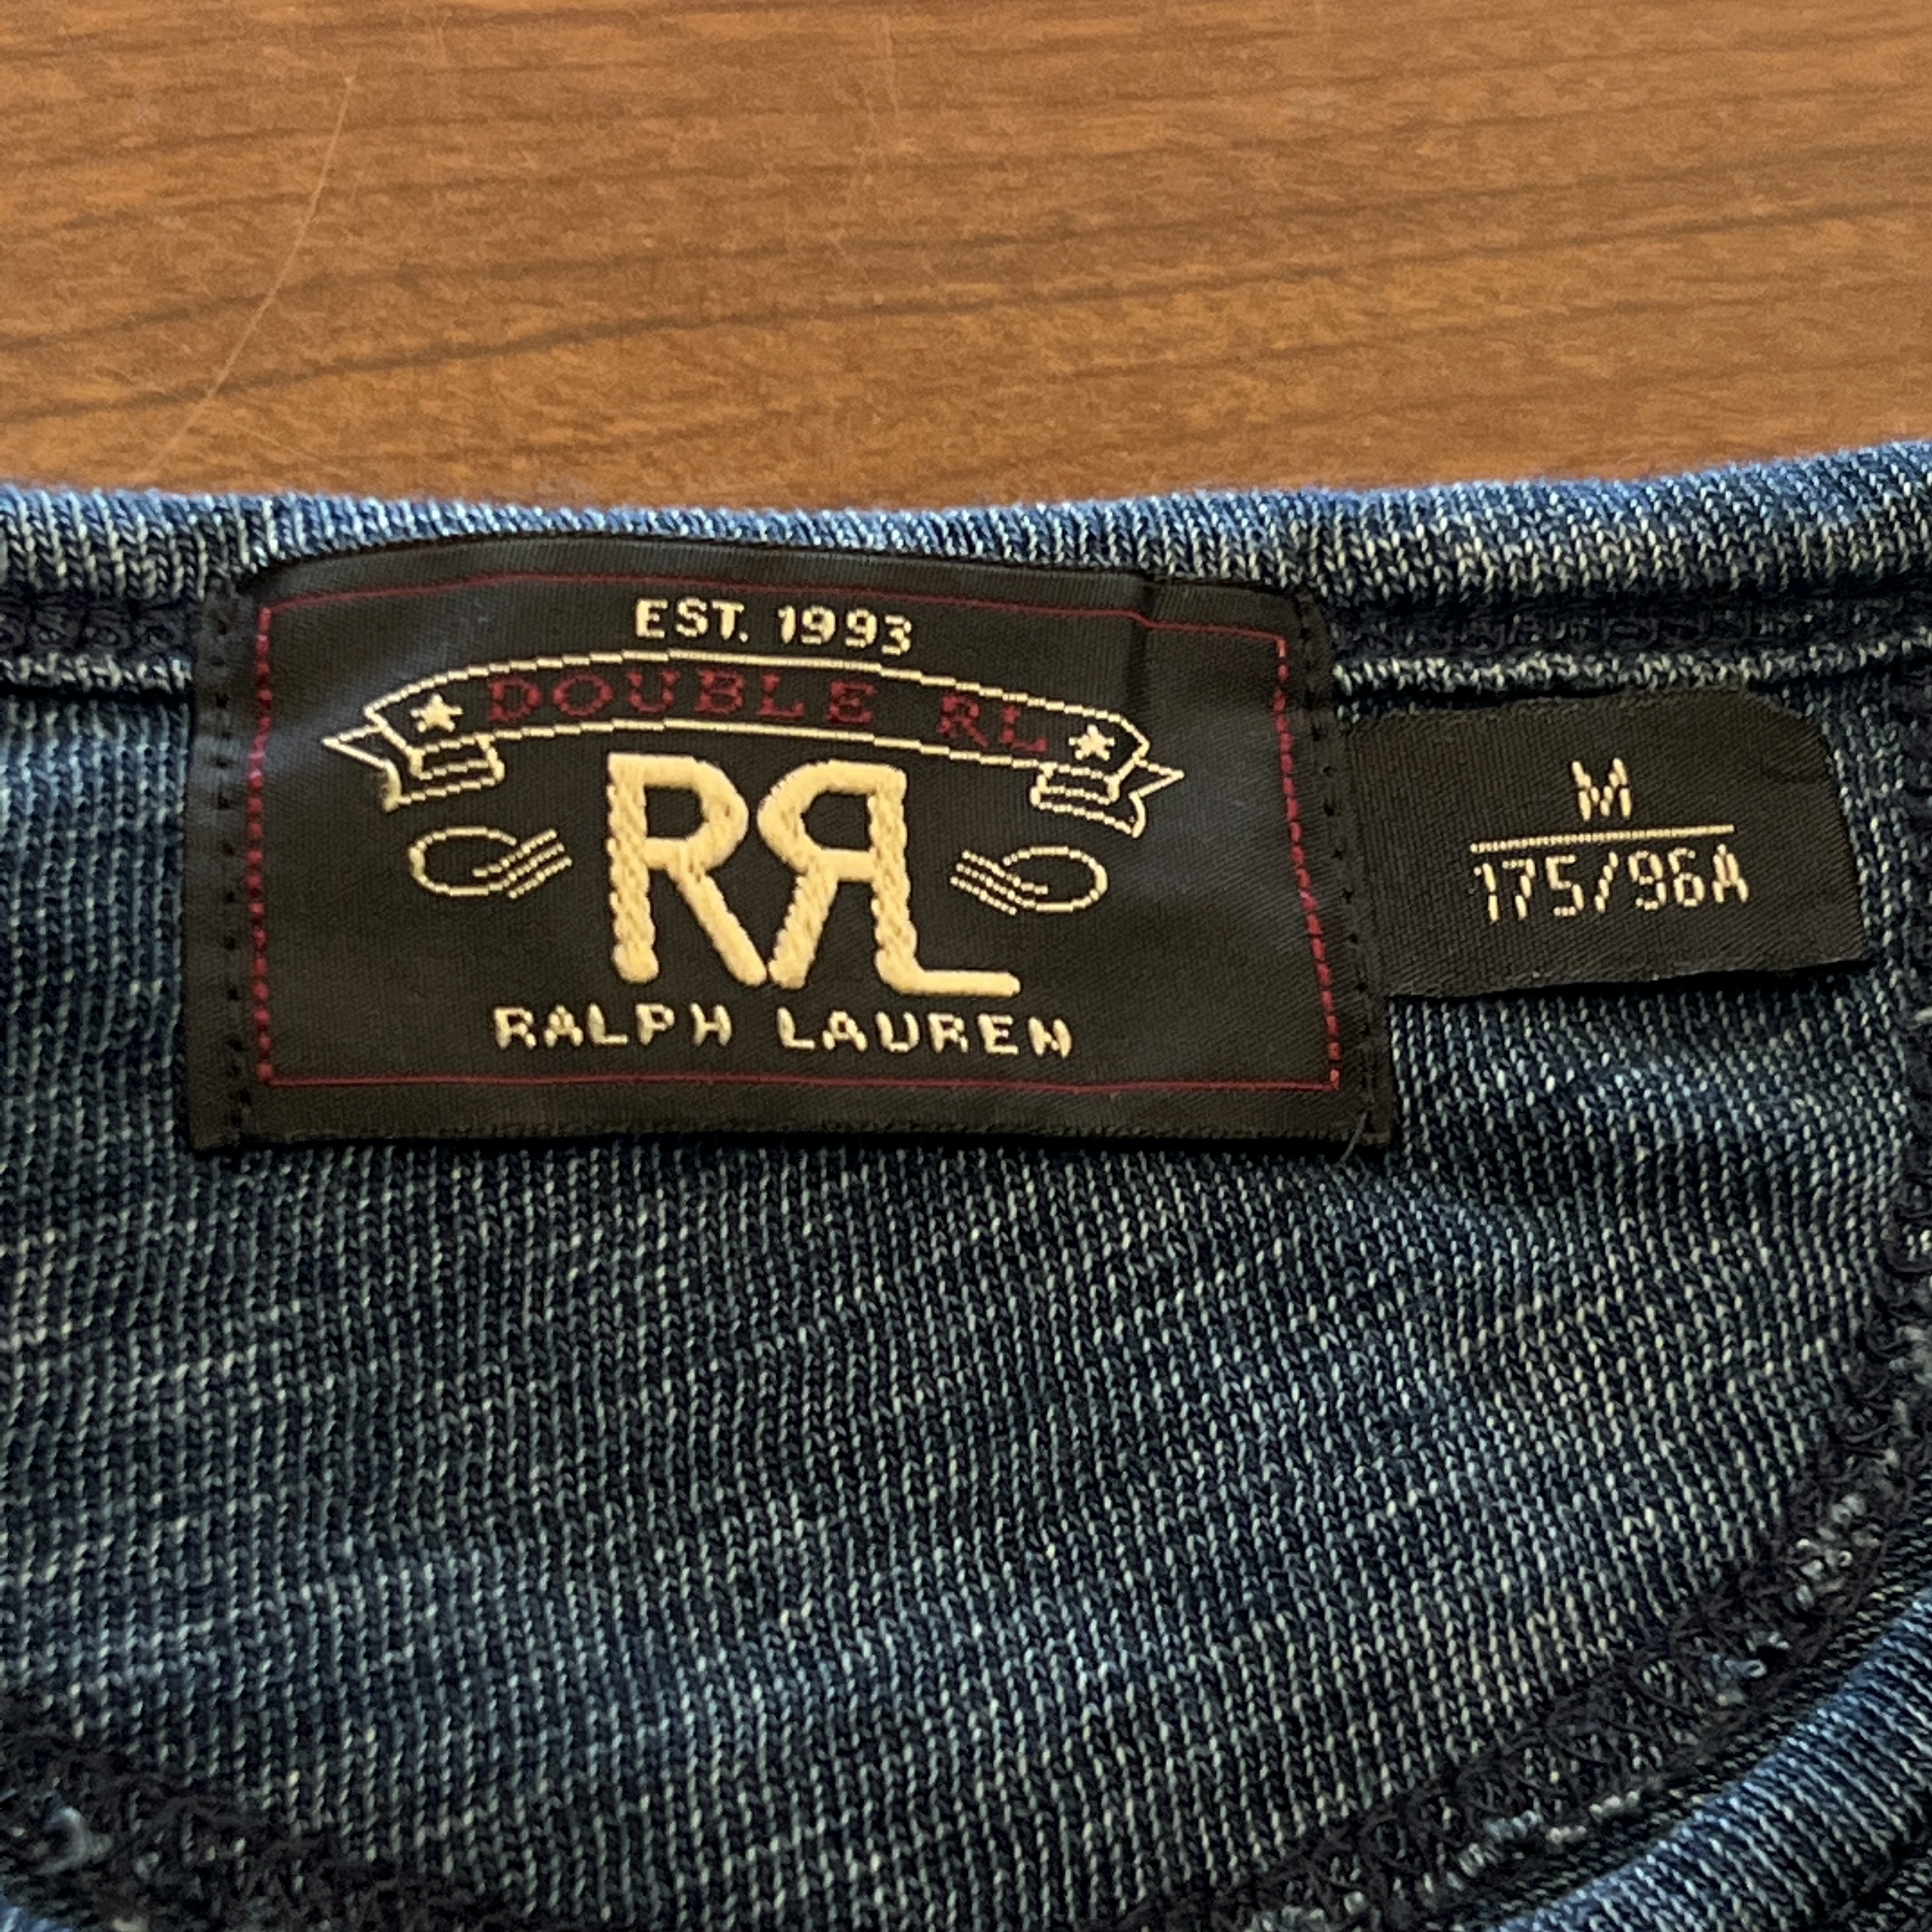 EST. 1993
DOUBLE RL
RRL
RALPH LAUREN
M
175/96A